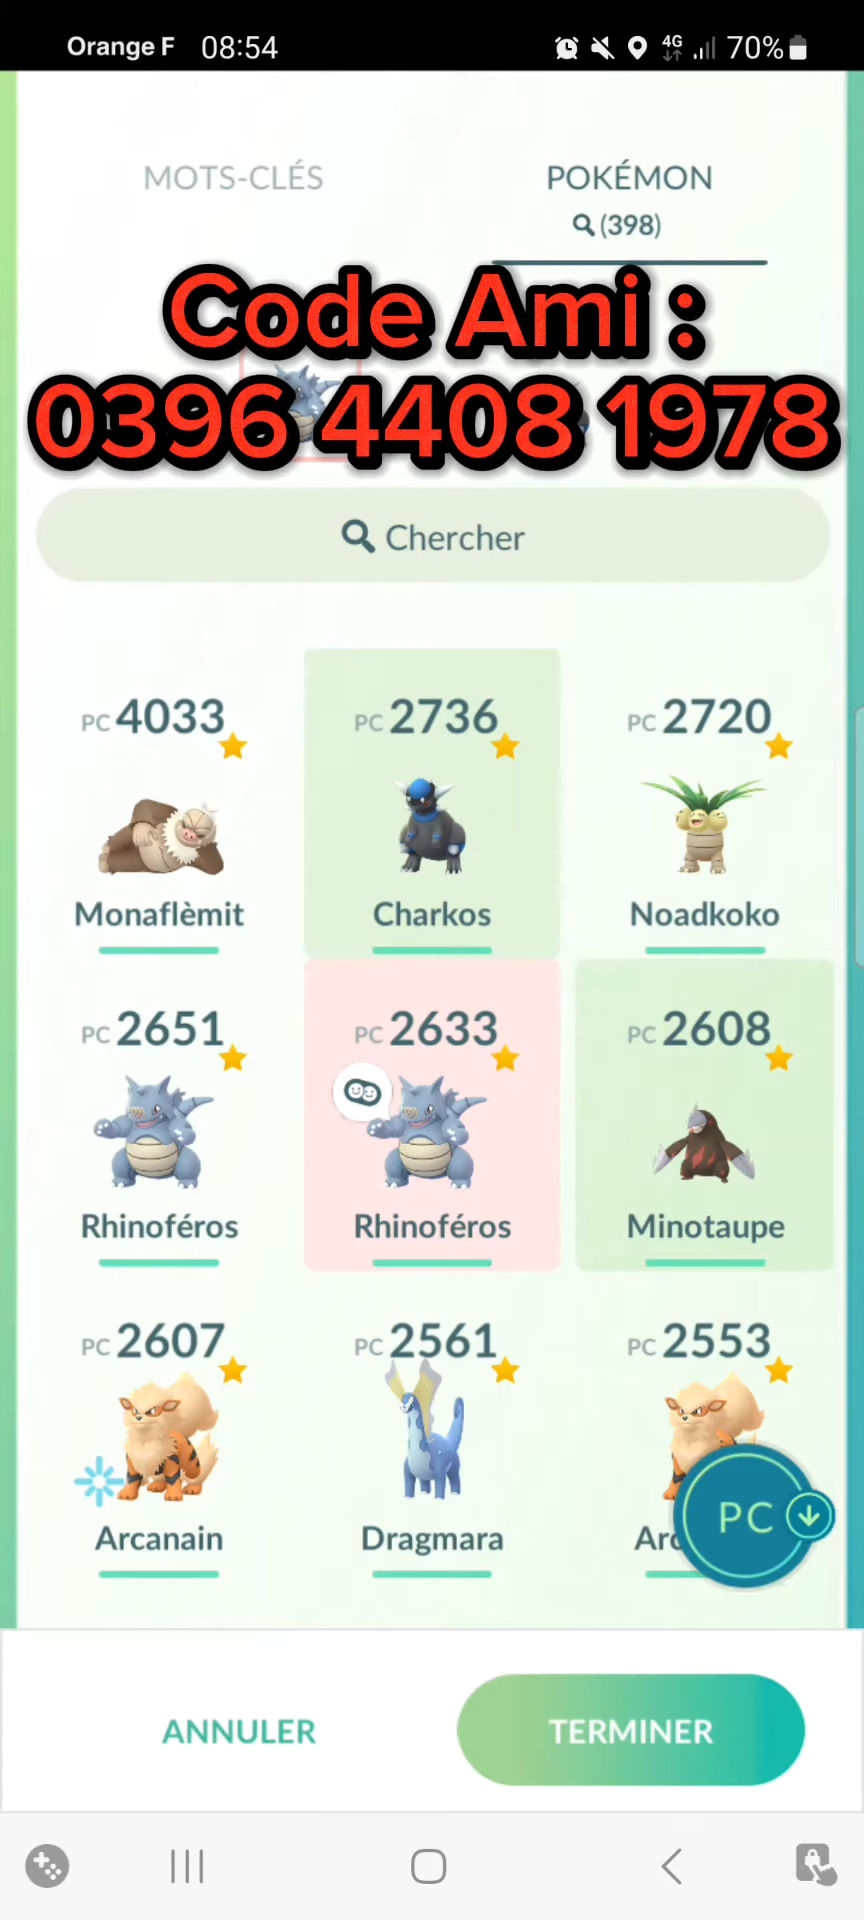 Orange F 08:54 4G 70%
MOTS-CLÉS POKÉMON
(398)
Code Ami :
0396 4408 1978
Chercher
PC 4033 PC 2736 PC 2720
Monaflèmit Charkos Noadkoko
PC 2651 PC 2633 PC 2608
Rhinoféros Rhinoféros Minotaupe
PC 2607 PC 2561 PC 2553
Arcanain Dragmara Arc
PC
ANNULER TERMINER